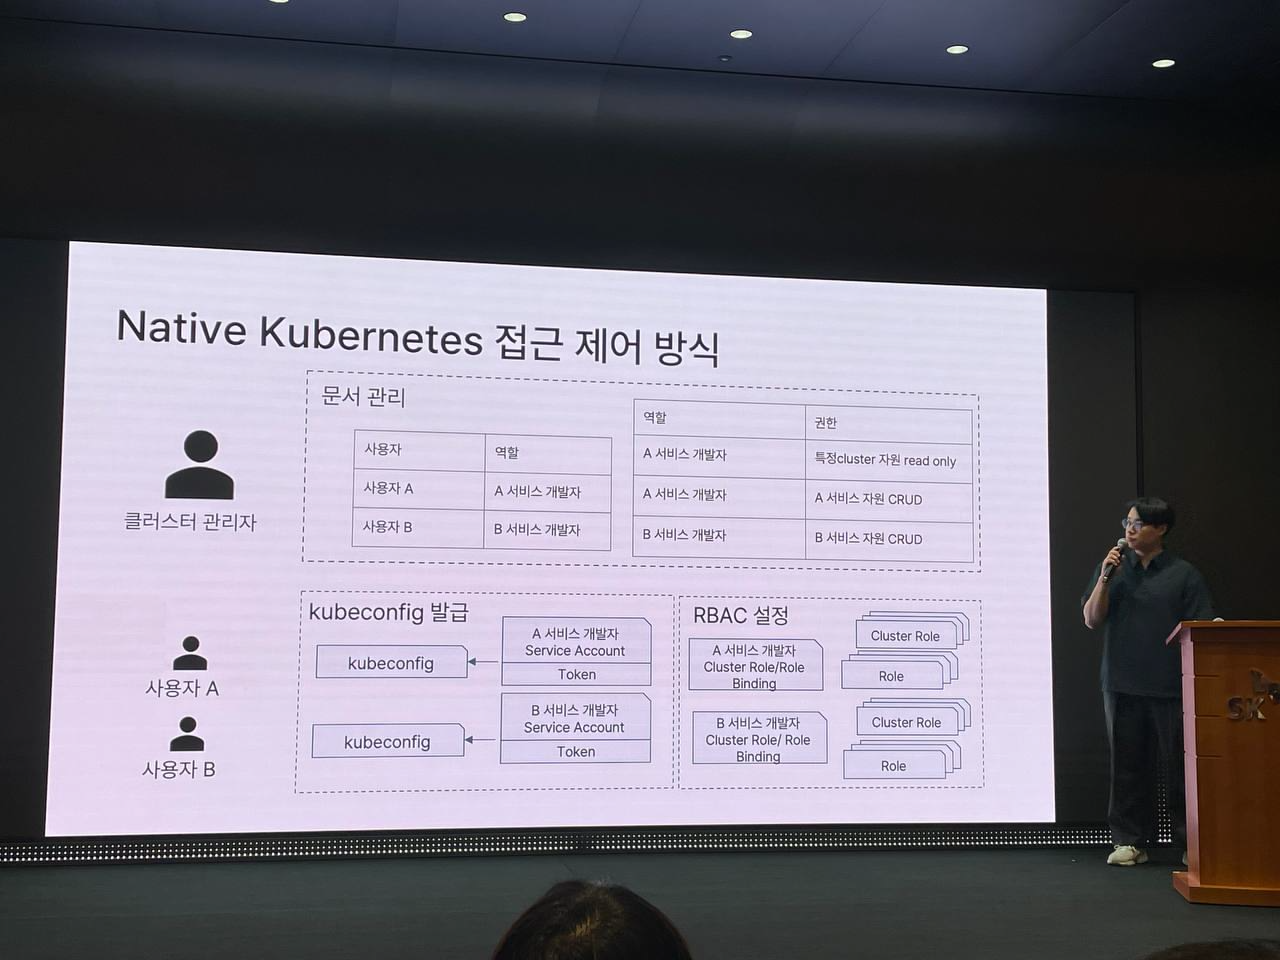 Native Kubernetes 접근 제어 방식
문서 관리
사용자 역할
사용자 A A 서비스 개발자
사용자 B B 서비스 개발자
역할 권한
A 서비스 개발자 특정cluster 자원 read only
A 서비스 개발자 A 서비스 자원 CRUD
B 서비스 개발자 B 서비스 자원 CRUD
클러스터 관리자
kubeconfig 발급
kubeconfig
A 서비스 개발자
Service Account
Token
kubeconfig
B 서비스 개발자
Service Account
Token
RBAC 설정
A 서비스 개발자
Cluster Role/Role
Binding
Cluster Role
Role
B 서비스 개발자
Cluster Role/ Role
Binding
Cluster Role
Role
사용자 A
사용자 B
SK